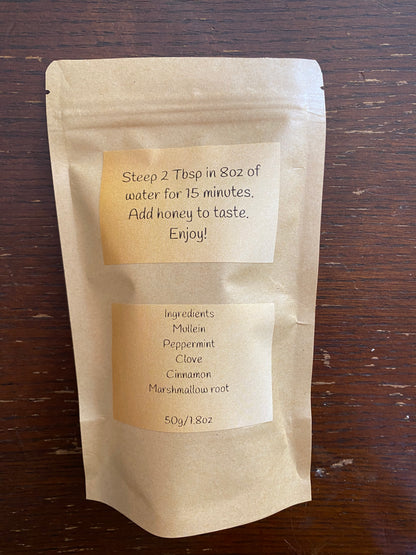 Steep 2 Tbsp in 8oz of
water for 15 minutes.
Add honey to taste.
Enjoy!
Ingredients
Mullein
Peppermint
Clove
Cinnamon
Marshmallow root
50g/1.8oz